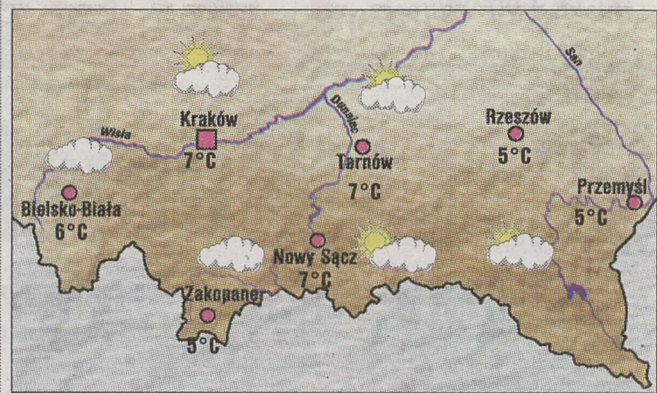 San
Dunajec
Kraków
7°C
Wisła
Rzeszów
5°C
Tarnów
7°C
Przemyśl
5°C
Bielsko-Biała
6°C
Nowy Sącz
7°C
Zakopane
5°C